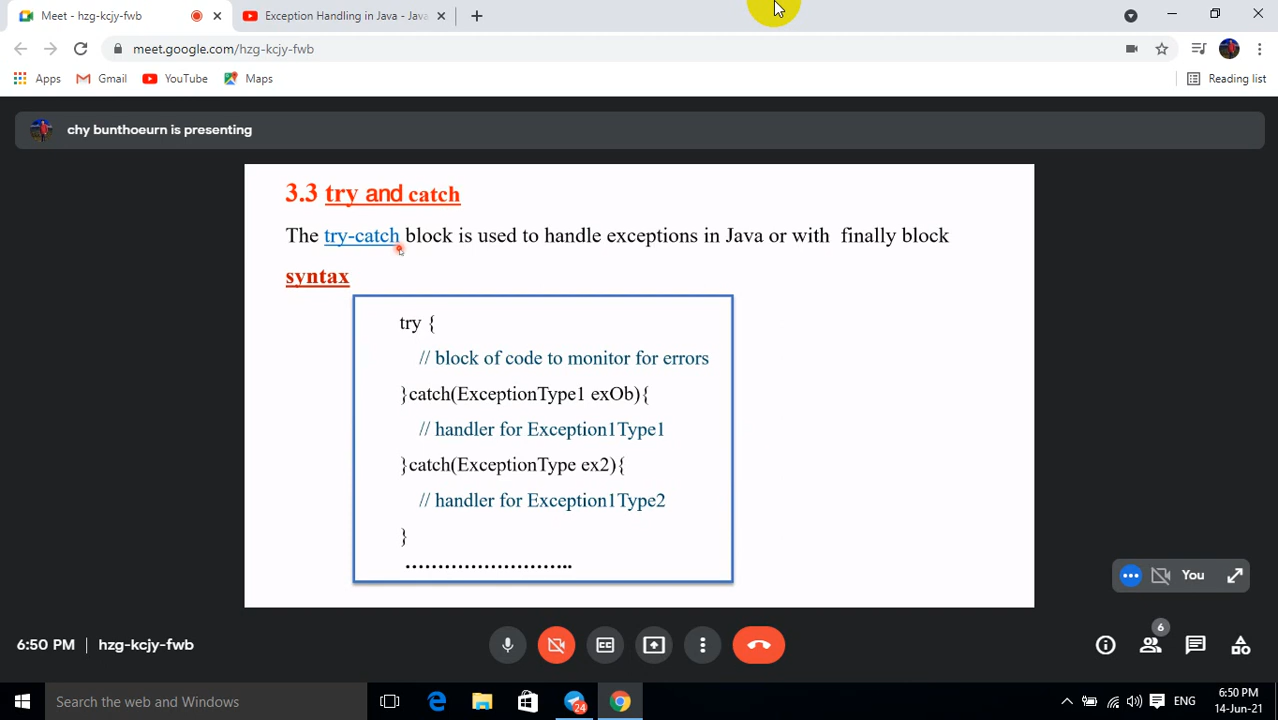 Meet - hzg-kcjy-fwb
Exception Handling in Java - Java
meet.google.com/hzg-kcjy-fwb
Apps Gmail YouTube Maps Reading list
chy bunthoeurn is presenting
3.3 try and catch
The try-catch block is used to handle exceptions in Java or with finally block
syntax
try {
// block of code to monitor for errors
}catch(ExceptionType1 exOb){
// handler for Exception1Type1
}catch(ExceptionType ex2){
// handler for Exception1Type2
}
............................
You
6:50 PM | hzg-kcjy-fwb
6
Search the web and Windows
24
ENG
6:50 PM
14-Jun-21